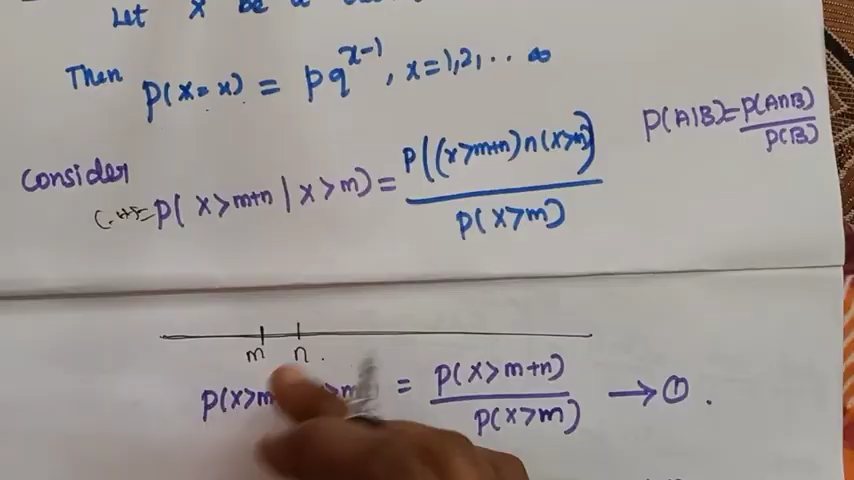 Let X be a
Then P(X=x) = pq^{x-1}, x=1,2,... ∞
P(A|B)=P(A∩B)/P(B)
Consider
P(X>m+n | X>m) = P((X>m+n)∩(X>m))/P(X>m)
m n .
P(X>m = P(X>m+n)/P(X>m) → ① .